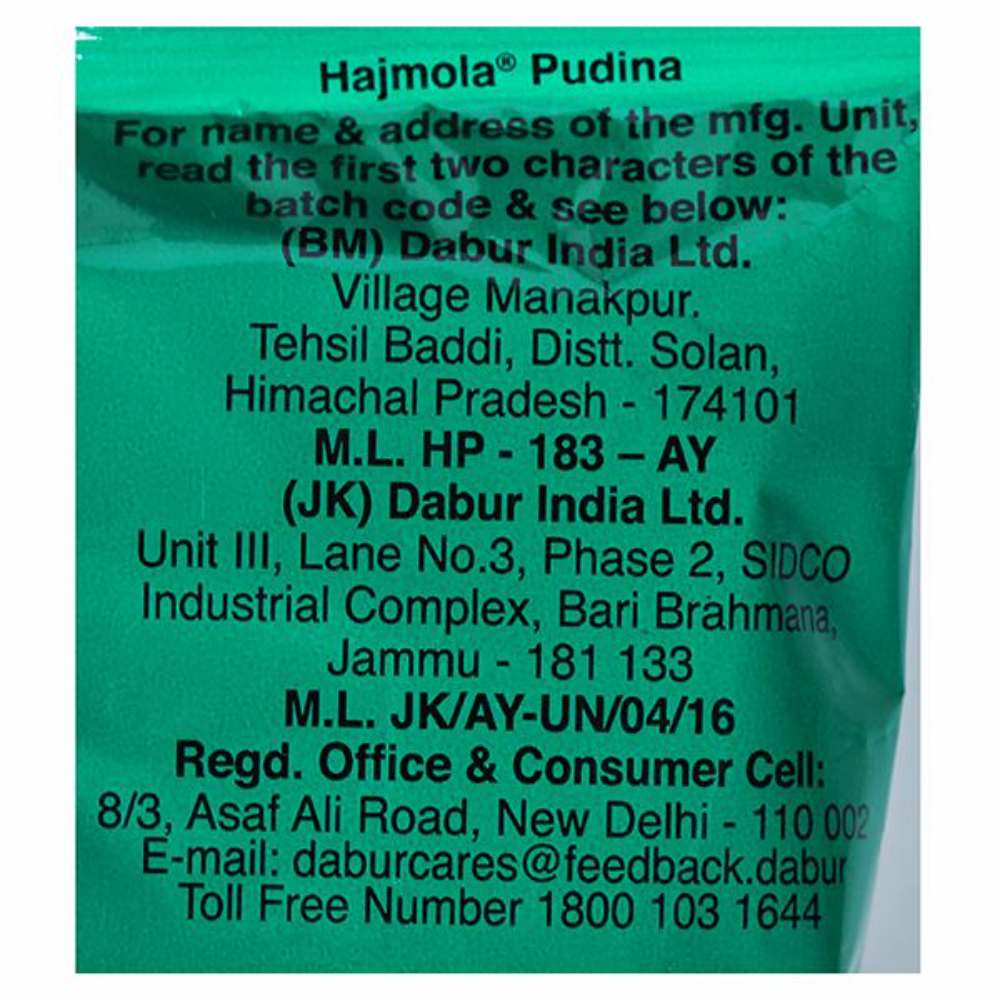 Hajmola® Pudina
For name & address of the mfg. Unit,
read the first two characters of the
batch code & see below:
(BM) Dabur India Ltd.
Village Manakpur.
Tehsil Baddi, Distt. Solan,
Himachal Pradesh - 174101
M.L. HP - 183 – AY
(JK) Dabur India Ltd.
Unit III, Lane No.3, Phase 2, SIDCO
Industrial Complex, Bari Brahmana,
Jammu - 181 133
M.L. JK/AY-UN/04/16
Regd. Office & Consumer Cell:
8/3, Asaf Ali Road, New Delhi - 110 002
E-mail: daburcares@feedback.dabur
Toll Free Number 1800 103 1644